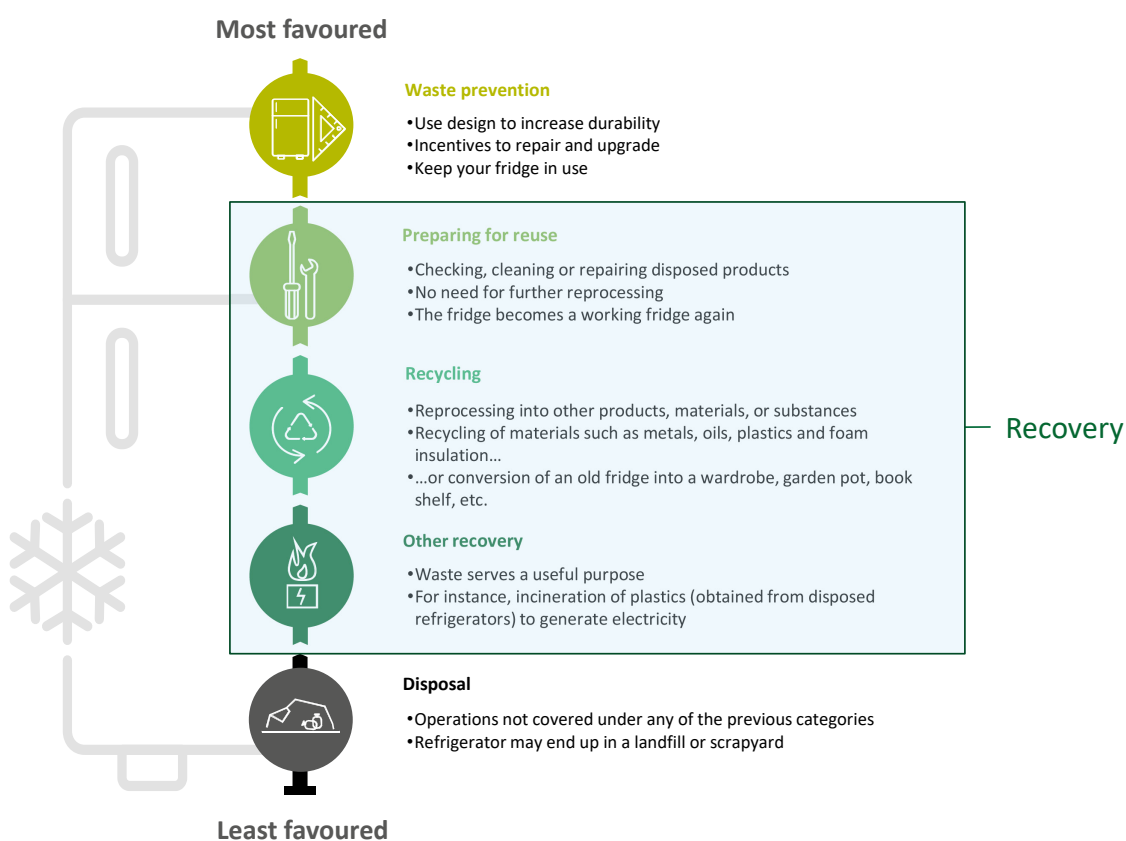 Most favoured
Waste prevention
•Use design to increase durability
•Incentives to repair and upgrade
•Keep your fridge in use
Preparing for reuse
•Checking, cleaning or repairing disposed products
•No need for further reprocessing
•The fridge becomes a working fridge again
Recycling
•Reprocessing into other products, materials, or substances
•Recycling of materials such as metals, oils, plastics and foam
insulation…
•…or conversion of an old fridge into a wardrobe, garden pot, book
shelf, etc.
Recovery
Other recovery
•Waste serves a useful purpose
•For instance, incineration of plastics (obtained from disposed
refrigerators) to generate electricity
Disposal
•Operations not covered under any of the previous categories
•Refrigerator may end up in a landfill or scrapyard
Least favoured